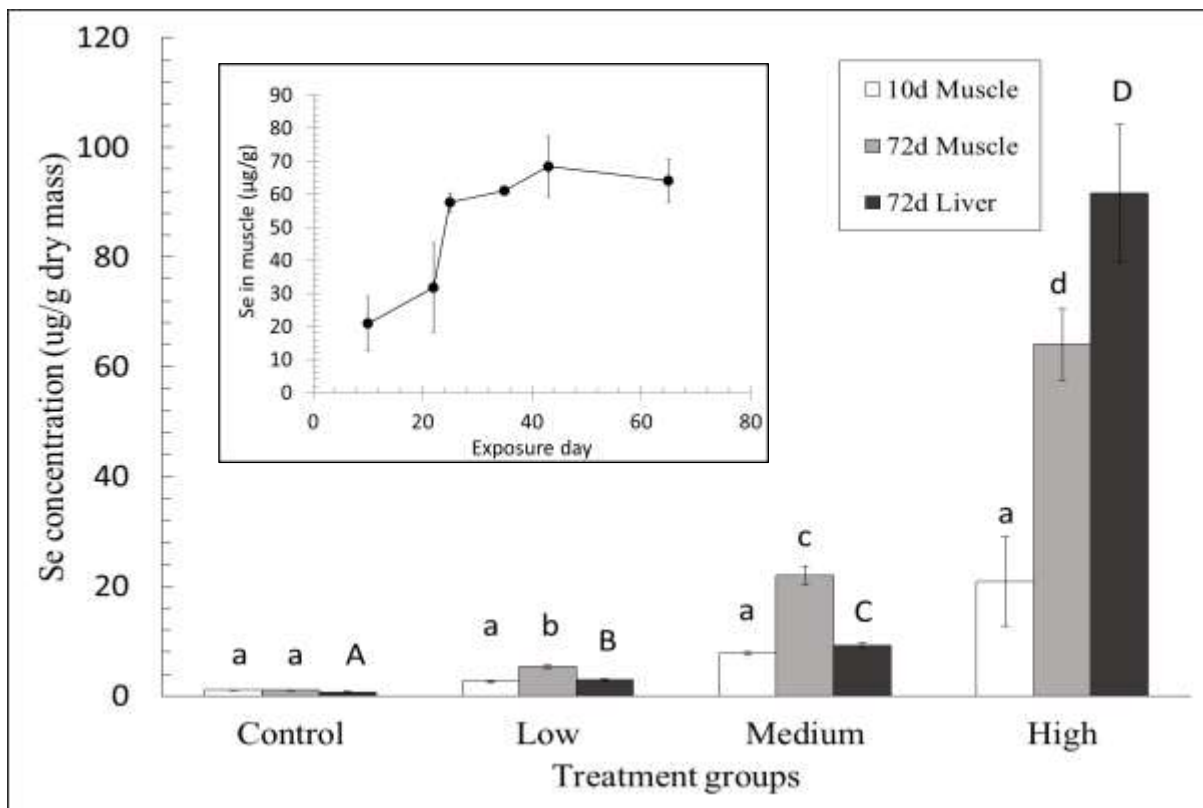 Se concentration (ug/g dry mass)
120
100
80
60
40
20
0
Se in muscle (µg/g)
90
80
70
60
50
40
30
20
10
0
0 20 40 60 80
Exposure day
10d Muscle
72d Muscle
72d Liver
a a A
a b B
a c C
a d D
Control Low Medium High
Treatment groups